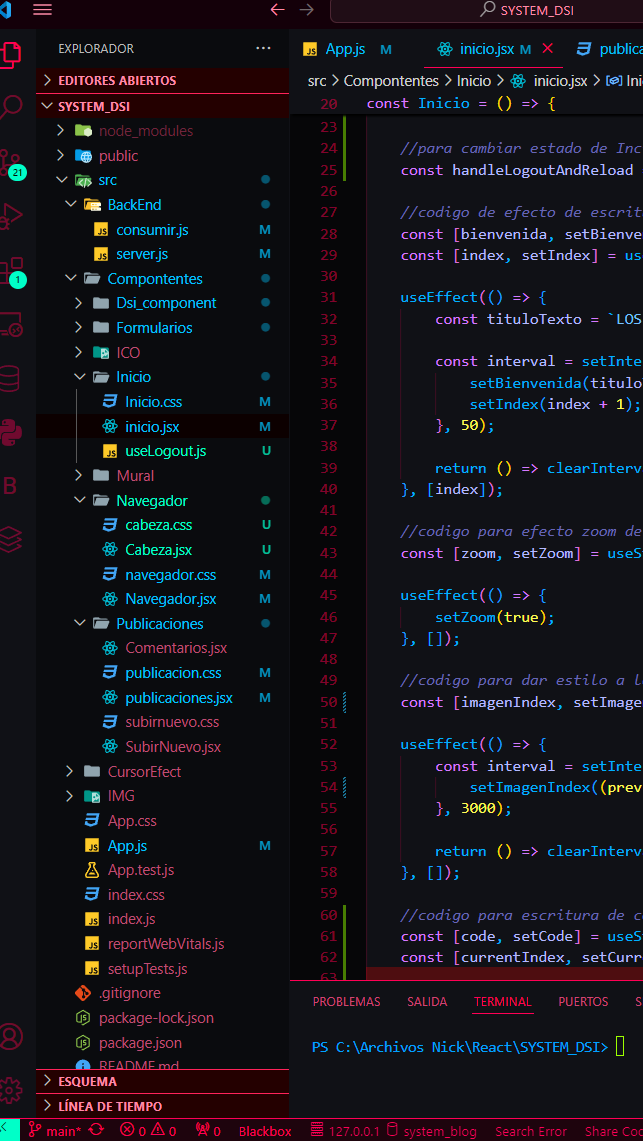 SYSTEM_DSI
EXPLORADOR
EDITORES ABIERTOS
SYSTEM_DSI
node_modules
public
src
BackEnd
consumir.js M
server.js M
Compontentes
Dsi_component
Formularios
ICO
Inicio
Inicio.css M
inicio.jsx M
useLogout.js U
Mural
Navegador
cabeza.css U
Cabeza.jsx U
navegador.css M
Navegador.jsx M
Publicaciones
Comentarios.jsx
publicacion.css M
publicaciones.jsx M
subirnuevo.css
SubirNuevo.jsx
CursorEfect
IMG
App.css
App.js M
App.test.js
index.css
index.js
reportWebVitals.js
setupTests.js
.gitignore
package-lock.json
package.json
README.md
ESQUEMA
LÍNEA DE TIEMPO
21
1
App.js M inicio.jsx M publica
src > Compontentes > Inicio > inicio.jsx > Ini
20 const Inicio = () => {
23
24 //para cambiar estado de Inc
25 const handleLogoutAndReload
26
27 //codigo de efecto de escrit
28 const [bienvenida, setBienve
29 const [index, setIndex] = us
30
31 useEffect(() => {
32 const tituloTexto = `LOS
33
34 const interval = setInte
35 setBienvenida(titulo
36 setIndex(index + 1);
37 }, 50);
38
39 return () => clearInterv
40 }, [index]);
41
42 //codigo para efecto zoom de
43 const [zoom, setZoom] = useS
44
45 useEffect(() => {
46 setZoom(true);
47 }, []);
48
49 //codigo para dar estilo a l
50 const [imagenIndex, setImage
51
52 useEffect(() => {
53 const interval = setInte
54 setImagenIndex((prev
55 }, 3000);
56
57 return () => clearInterv
58 }, []);
59
60 //codigo para escritura de c
61 const [code, setCode] = useS
62 const [currentIndex, setCurr
63
PROBLEMAS SALIDA TERMINAL PUERTOS S
PS C:\Archivos Nick\React\SYSTEM_DSI>
main* 0 0 0 Blackbox 127.0.0.1 system_blog Search Error Share Co